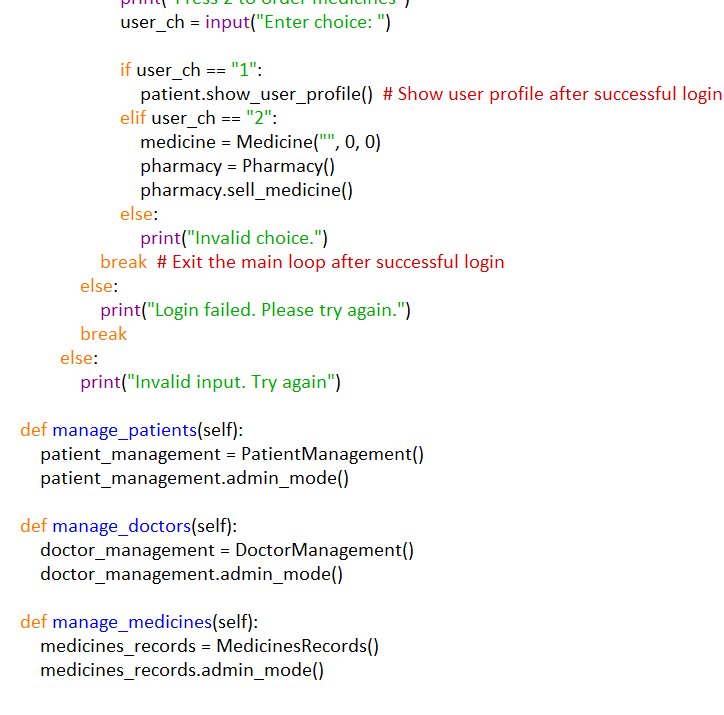 print("Press 2 to order medicines")
user_ch = input("Enter choice: ")
if user_ch == "1":
patient.show_user_profile()  # Show user profile after successful login
elif user_ch == "2":
medicine = Medicine("", 0, 0)
pharmacy = Pharmacy()
pharmacy.sell_medicine()
else:
print("Invalid choice.")
break  # Exit the main loop after successful login
else:
print("Login failed. Please try again.")
break
else:
print("Invalid input. Try again")
def manage_patients(self):
patient_management = PatientManagement()
patient_management.admin_mode()
def manage_doctors(self):
doctor_management = DoctorManagement()
doctor_management.admin_mode()
def manage_medicines(self):
medicines_records = MedicinesRecords()
medicines_records.admin_mode()